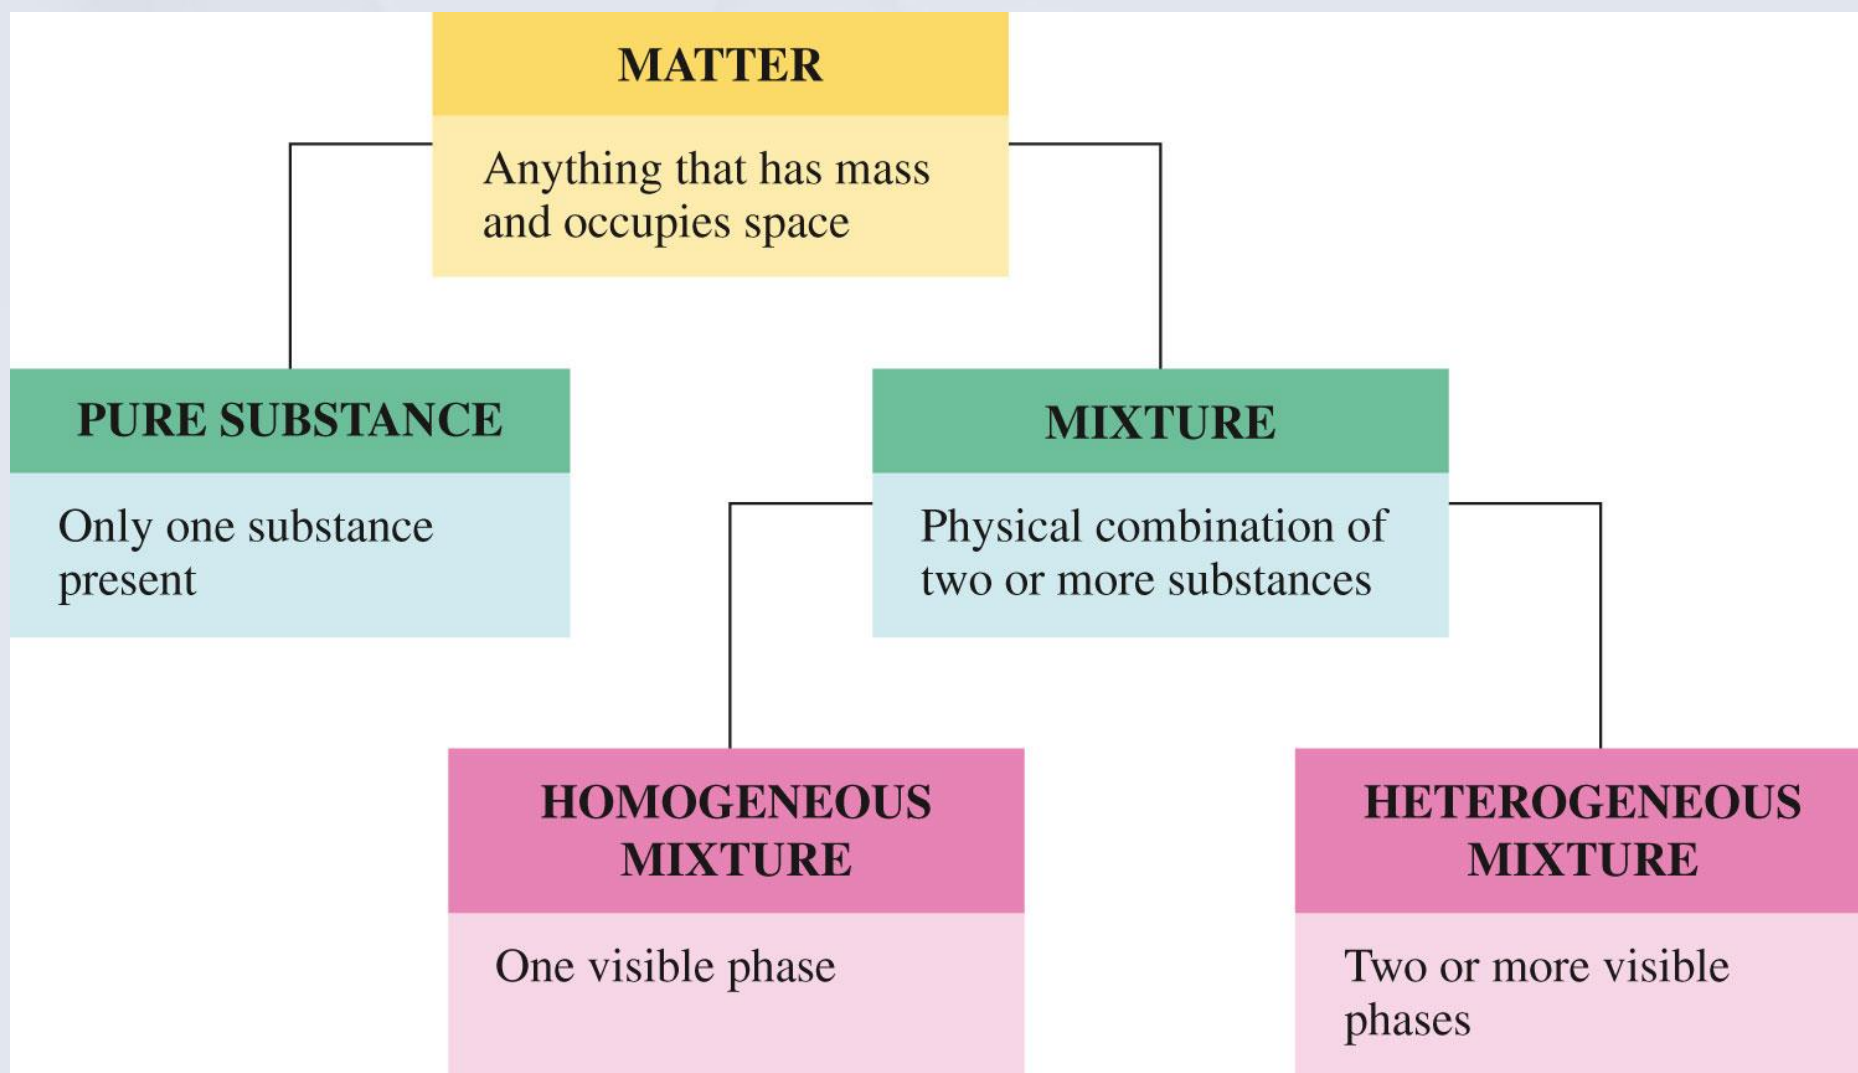 MATTER
Anything that has mass
and occupies space
PURE SUBSTANCE
Only one substance
present
MIXTURE
Physical combination of
two or more substances
HOMOGENEOUS
MIXTURE
One visible phase
HETEROGENEOUS
MIXTURE
Two or more visible
phases